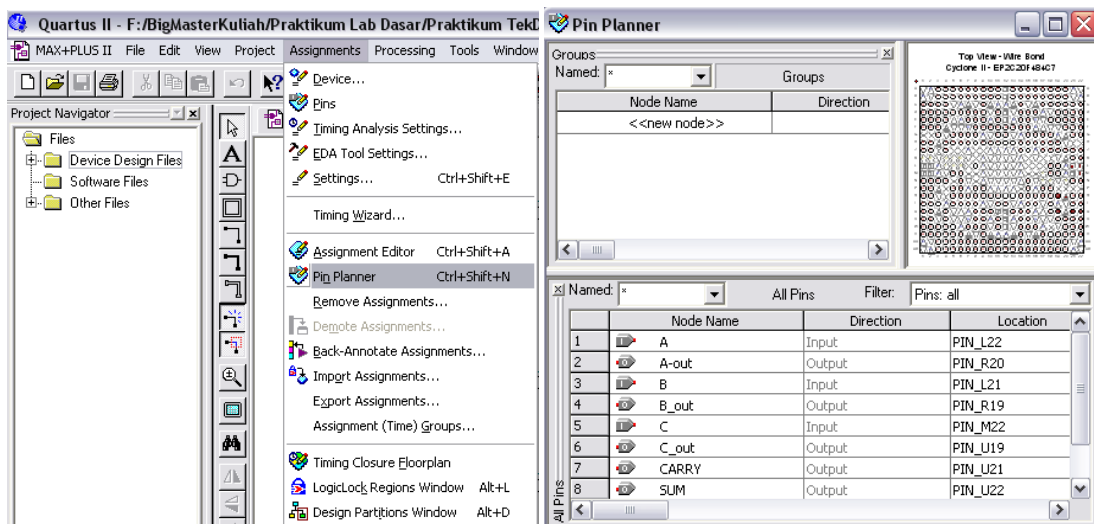 Quartus II - F:/BigMasterKuliah/Praktikum Lab Dasar/Praktikum TekD
MAX+PLUS II File Edit View Project Assignments Processing Tools Window
Project Navigator
Files
Device Design Files
Software Files
Other Files
Device...
Pins
Timing Analysis Settings...
EDA Tool Settings...
Settings... Ctrl+Shift+E
Timing Wizard...
Assignment Editor Ctrl+Shift+A
Pin Planner Ctrl+Shift+N
Remove Assignments...
Demote Assignments...
Back-Annotate Assignments...
Import Assignments...
Export Assignments...
Assignment (Time) Groups...
Timing Closure Floorplan
LogicLock Regions Window Alt+L
Design Partitions Window Alt+D
Pin Planner
Groups
Named: * Groups
Node Name Direction
<<new node>>
Top View - Wire Bond
Cyclone II - EP2C20F484C7
Named: * All Pins Filter: Pins: all
Node Name Direction Location
1 A Input PIN_L22
2 A-out Output PIN_R20
3 B Input PIN_L21
4 B_out Output PIN_R19
5 C Input PIN_M22
6 C_out Output PIN_U19
7 CARRY Output PIN_U21
8 SUM Output PIN_U22
All Pins